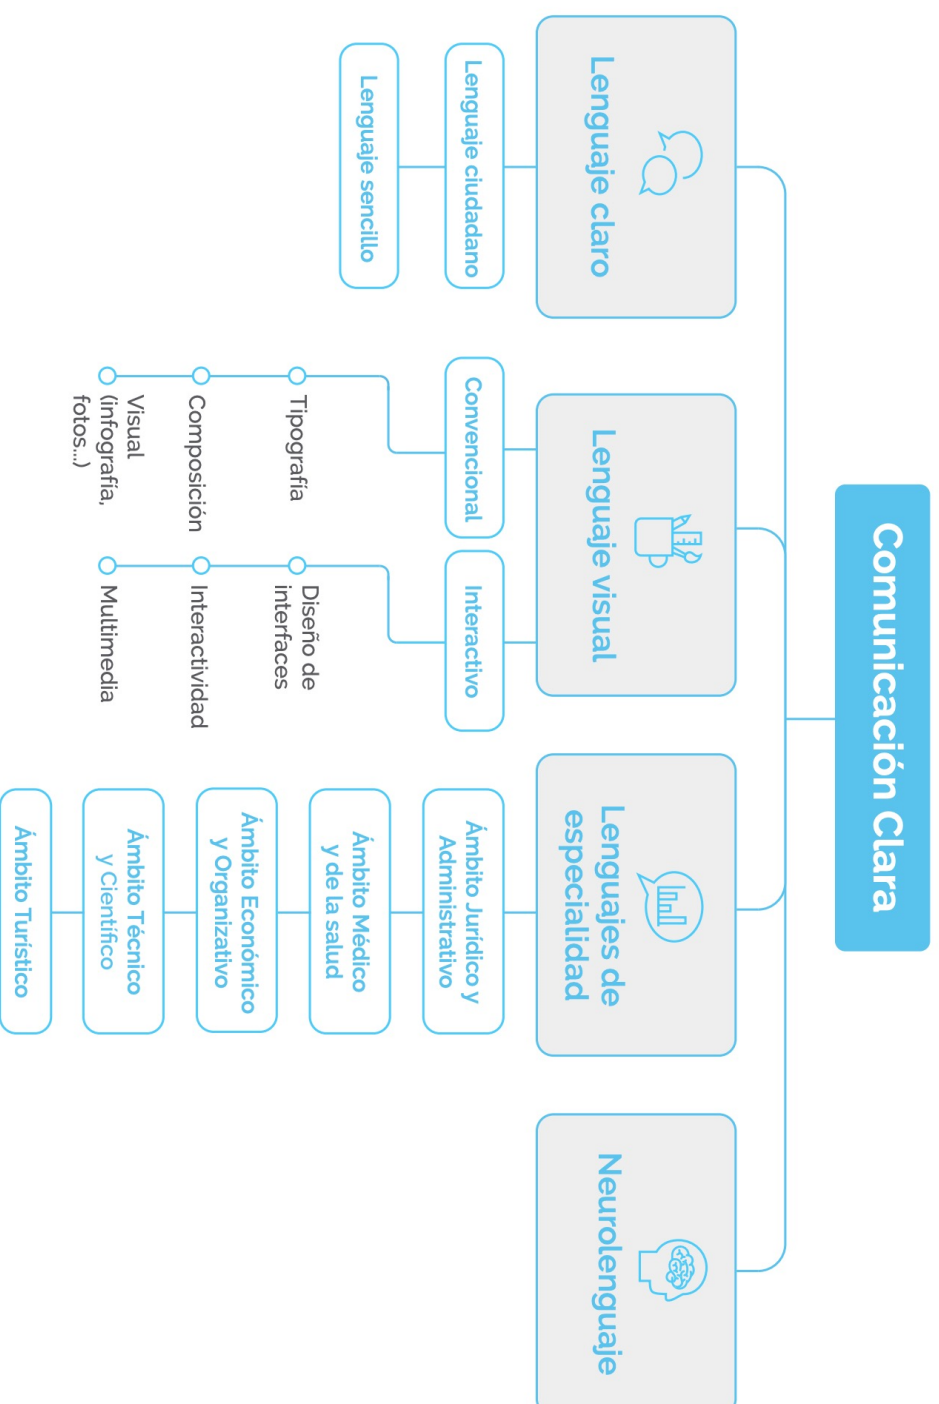 Comunicación Clara
Lenguaje claro
Lenguaje ciudadano
Lenguaje sencillo
Lenguaje visual
Convencional
Tipografía
Composición
Visual
(infografía,
fotos...)
Interactivo
Diseño de
interfaces
Interactividad
Multimedia
Lenguajes de
especialidad
Ámbito Jurídico y
Administrativo
Ámbito Médico
y de la salud
Ámbito Económico
y Organizativo
Ámbito Técnico
y Científico
Ámbito Turístico
Neurolenguaje